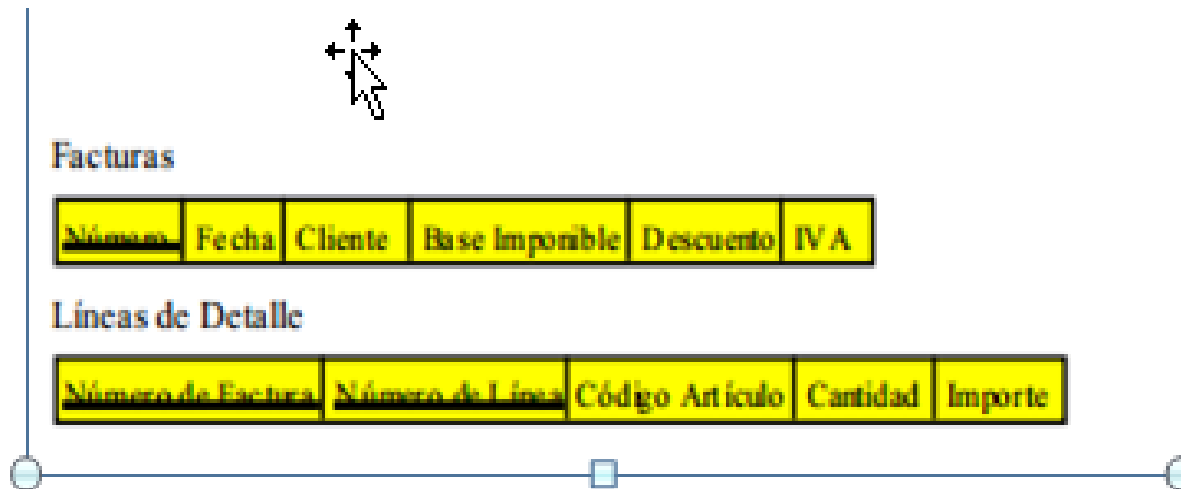 Facturas
Número Fecha Cliente Base Imponible Descuento IVA
Líneas de Detalle
Número de Factura Número de Línea Código Artículo Cantidad Importe